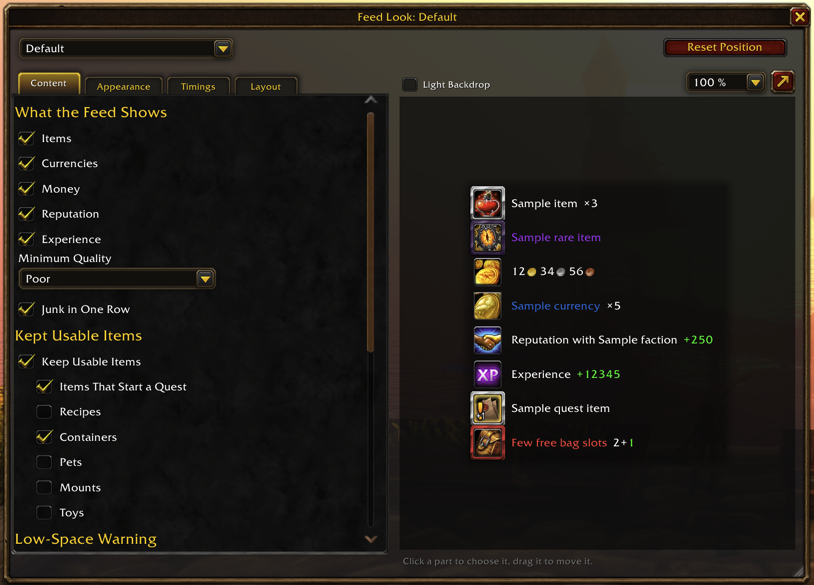 Feed Look: Default
Default
Reset Position
Content
Appearance
Timings
Layout
Light Backdrop
100 %
What the Feed Shows
Items
Currencies
Money
Reputation
Experience
Minimum Quality
Poor
Junk in One Row
Kept Usable Items
Keep Usable Items
Items That Start a Quest
Recipes
Containers
Pets
Mounts
Toys
Low-Space Warning
Sample item ×3
Sample rare item
12 34 56
Sample currency ×5
Reputation with Sample faction +250
XP Experience +12345
Sample quest item
Few free bag slots 2+1
Click a part to choose it, drag it to move it.